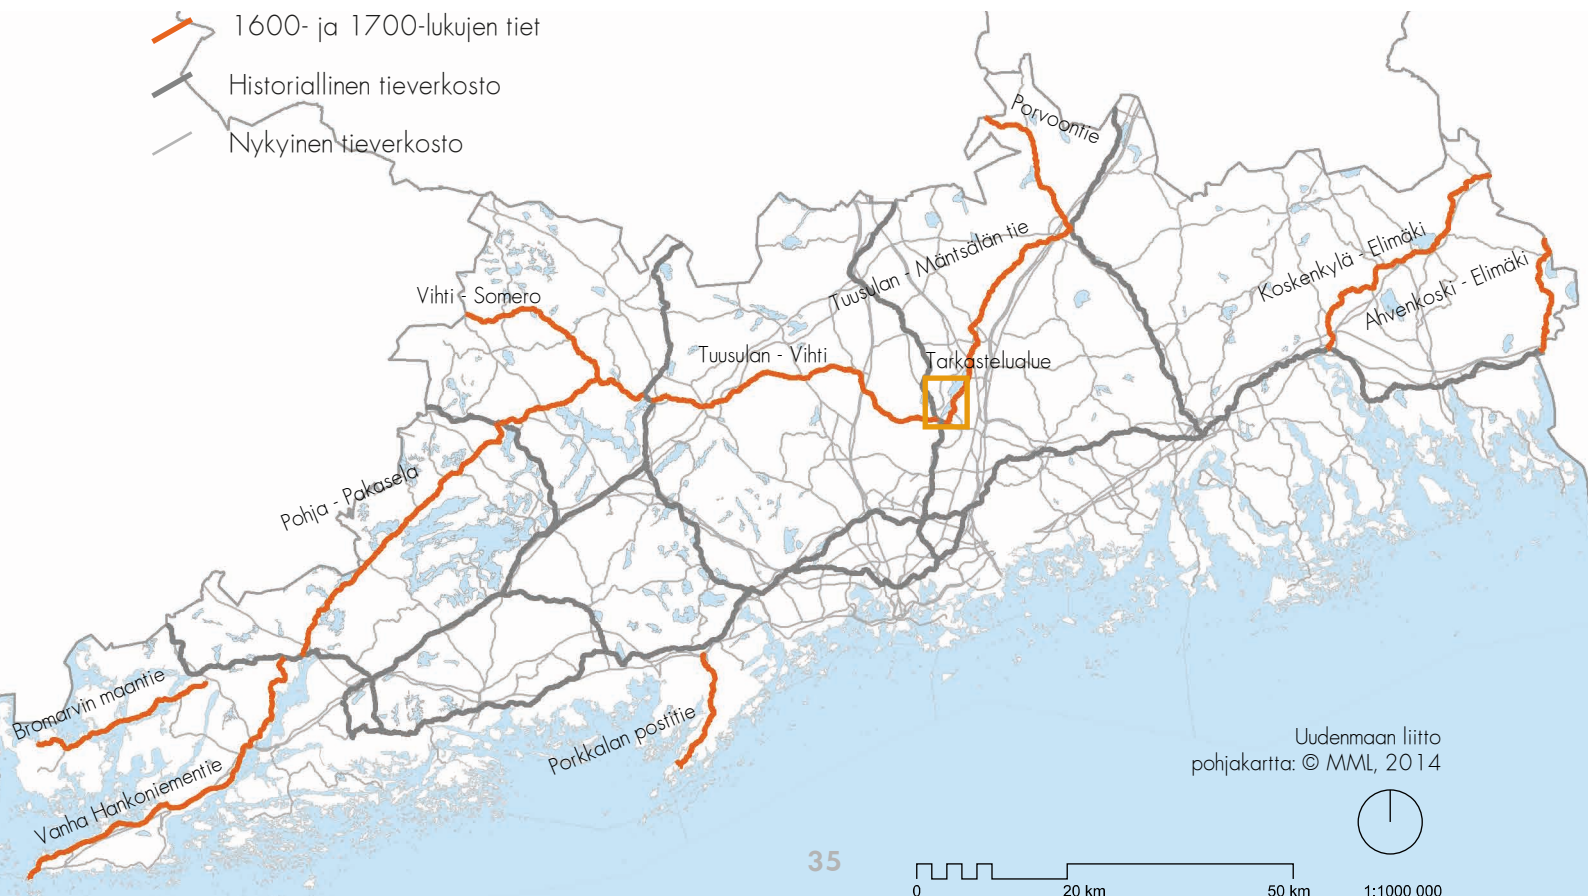 1600- ja 1700-lukujen tiet
Historiallinen tieverkosto
Nykyinen tieverkosto
Porvoontie
Tuusulan - Mäntsälän tie
Koskenkylä - Elimäki
Ahvenkoski - Elimäki
Vihti - Somero
Tuusulan - Vihti
Tarkastelualue
Pohja - Pakasela
Bromarvin maantie
Vanha Hankoniementie
Porkkalan postitie
Uudenmaan liitto
pohjakartta: © MML, 2014
35
0 20 km 50 km 1:1000 000